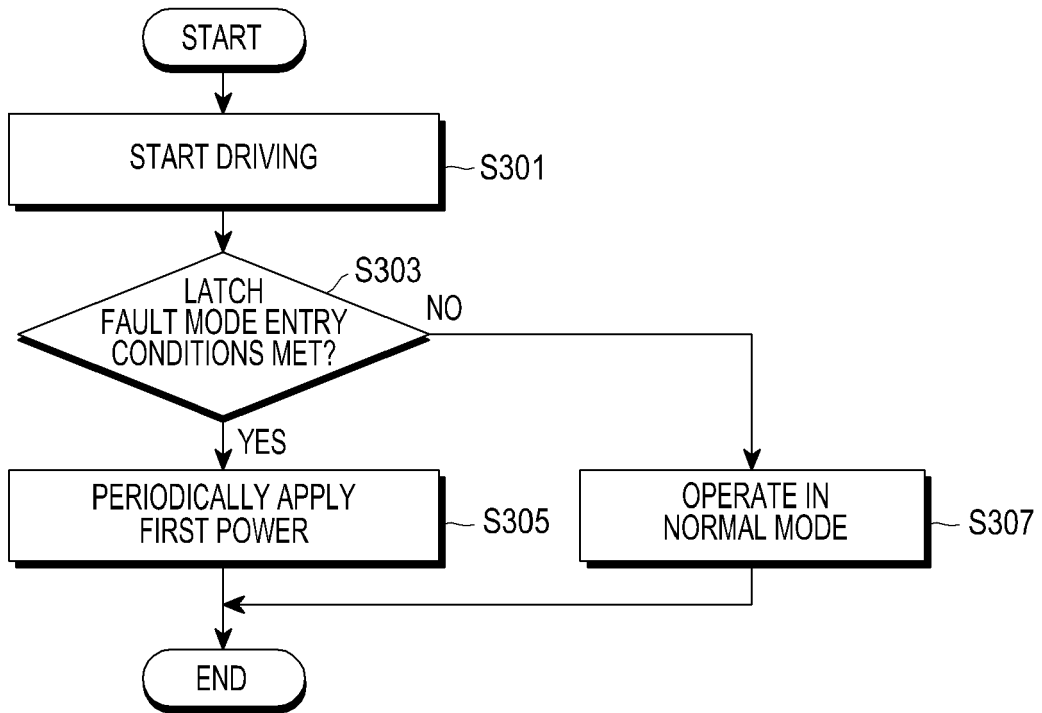 START
START DRIVING
S301
S303
LATCH
FAULT MODE ENTRY
CONDITIONS MET?
NO
YES
PERIODICALLY APPLY
FIRST POWER
S305
OPERATE IN
NORMAL MODE
S307
END